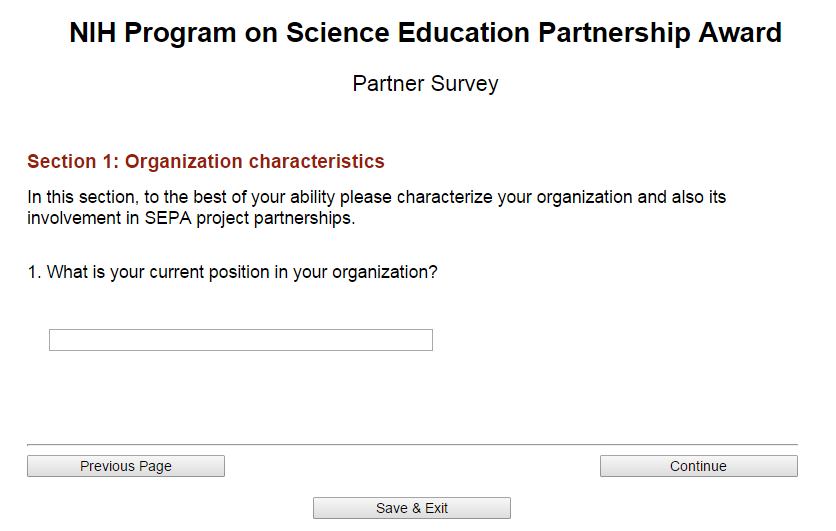 NIH Program on Science Education Partnership Award
Partner Survey
Section 1: Organization characteristics
In this section, to the best of your ability please characterize your organization and also its
involvement in SEPA project partnerships.
1. What is your current position in your organization?
Previous Page
Continue
Save & Exit